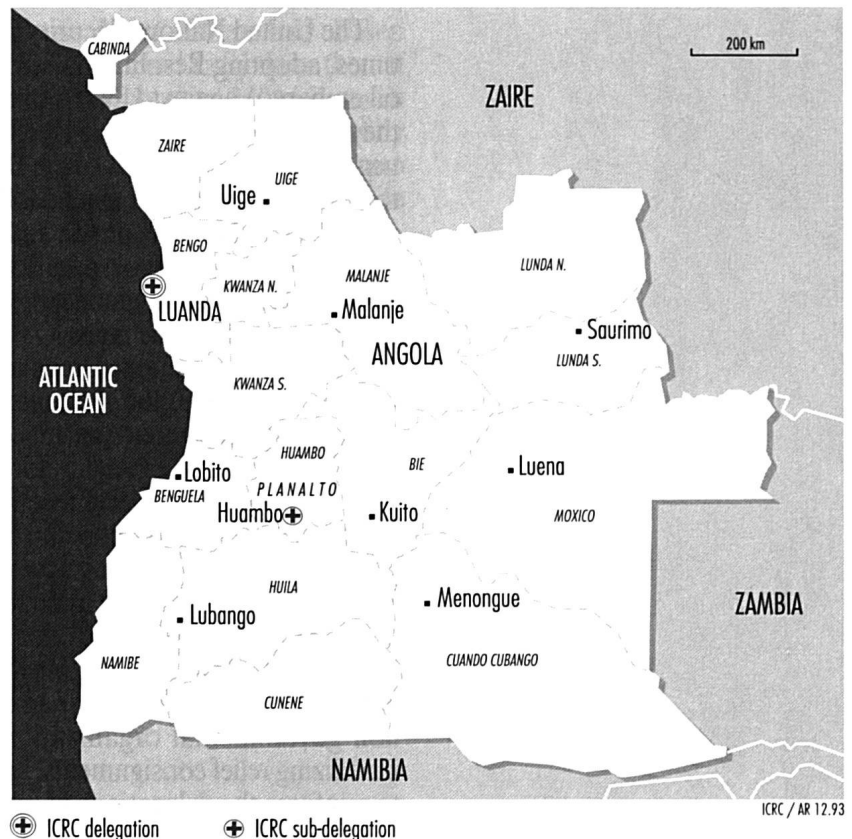 CABINDA
200 km
ZAIRE
ZAIRE
UIGE
Uige
BENGO
KWANZA N.
MALANJE
LUNDA N.
LUANDA
Malanje
Saurimo
ANGOLA
LUNDA S.
ATLANTIC
OCEAN
KWANZA S.
HUAMBO
BIE
Luena
Lobito
BENGUELA
PLANALTO
Huambo
Kuito
MOXICO
HUILA
Menongue
ZAMBIA
Lubango
NAMIBE
CUANDO CUBANGO
CUNENE
NAMIBIA
ICRC / AR 12.93
ICRC delegation
ICRC sub-delegation